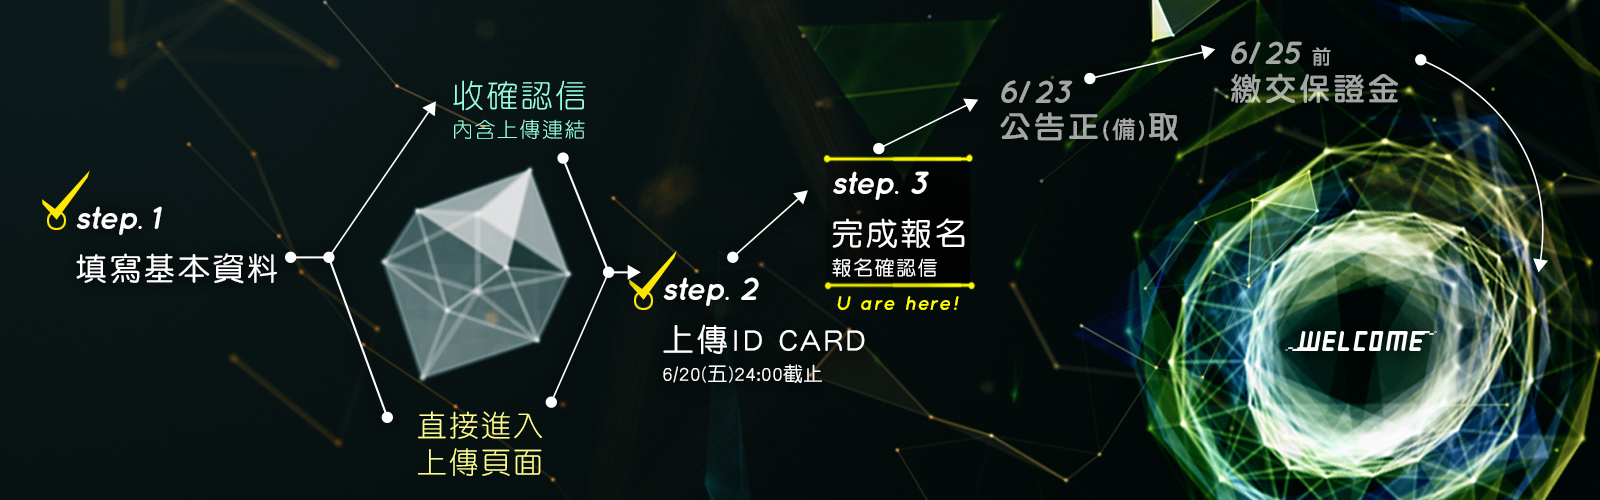 step. 1
填寫基本資料
收確認信
內含上傳連結
直接進入
上傳頁面
step. 2
上傳ID CARD
6/20(五)24:00截止
step. 3
完成報名
報名確認信
U are here!
6/23
公告正(備)取
6/25 前
繳交保證金
WELCOME